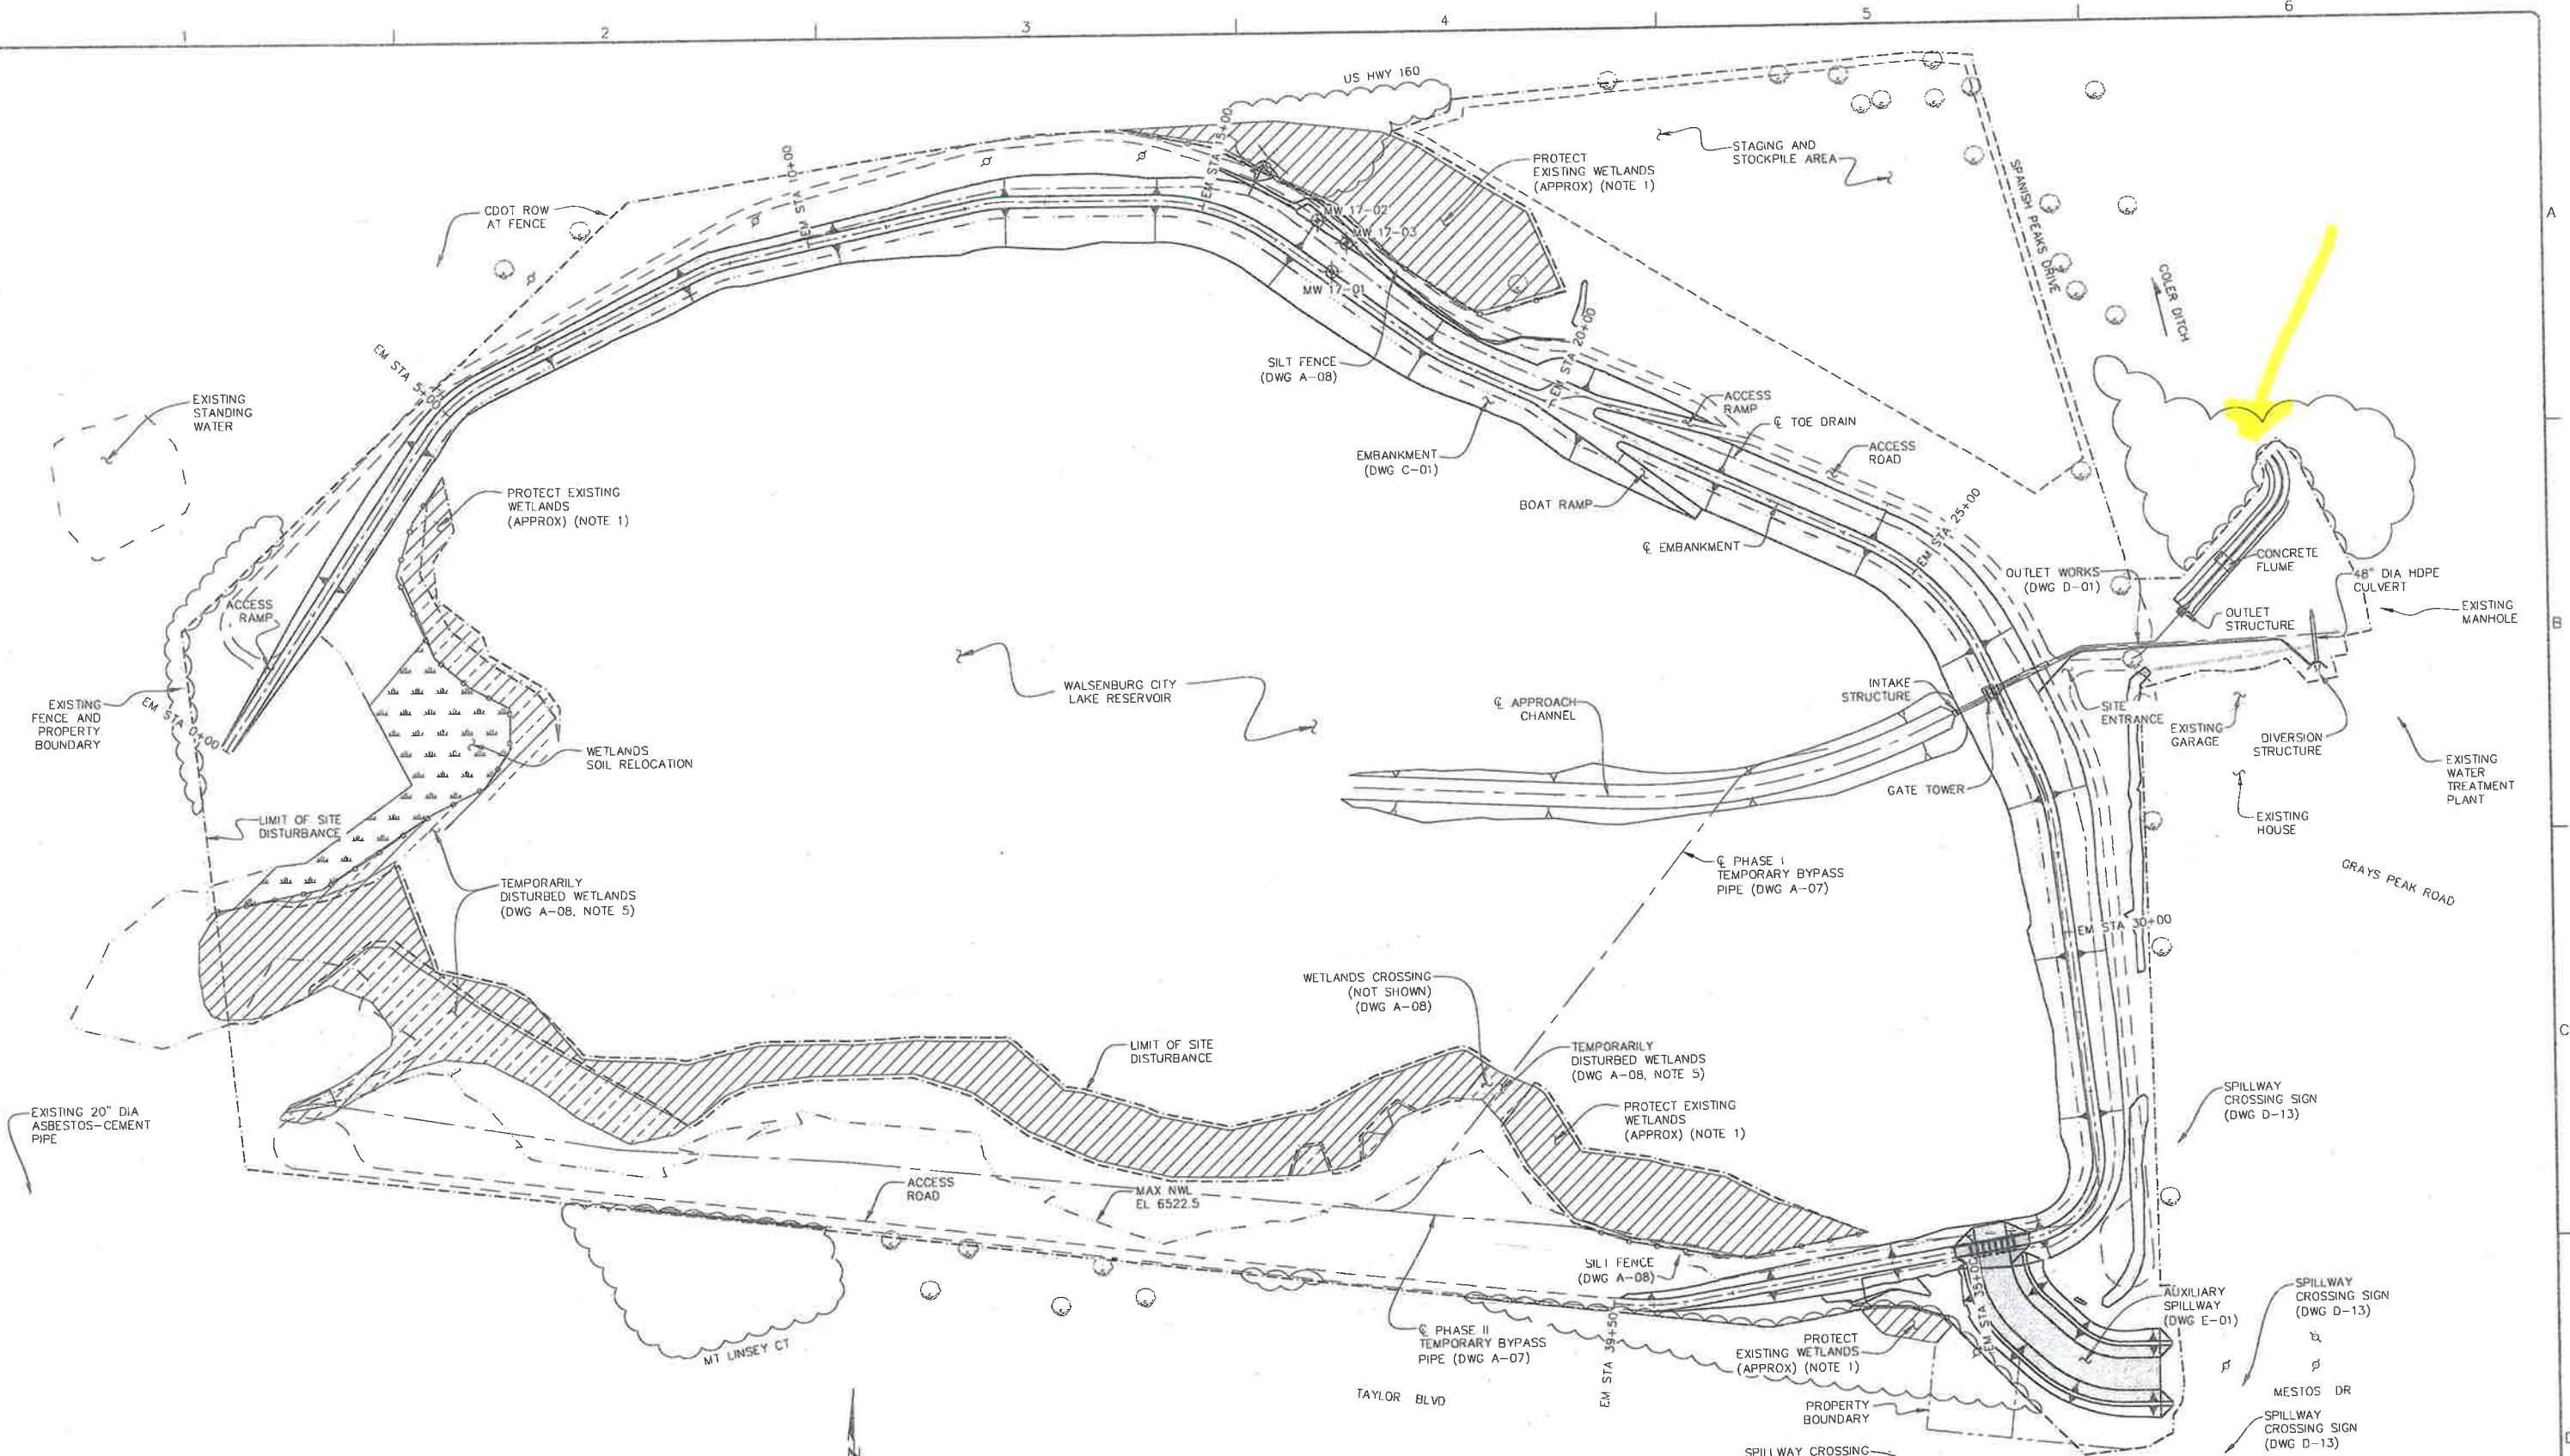 1
2
3
4
5
6
US HWY 160
EM STA 15+00
EM STA 10+00
STAGING AND
STOCKPILE AREA
PROTECT
EXISTING WETLANDS
(APPROX) (NOTE 1)
SPANISH PEAKS DRIVE
A
CDOT ROW
AT FENCE
MW 17-02
MW 17-03
MW 17-01
COLER DITCH
EM STA 20+00
SILT FENCE
(DWG A-08)
EM STA 5+00
EXISTING
STANDING
WATER
ACCESS
RAMP
℄ TOE DRAIN
ACCESS
ROAD
EMBANKMENT
(DWG C-01)
BOAT RAMP
℄ EMBANKMENT
EM STA 25+00
PROTECT EXISTING
WETLANDS
(APPROX) (NOTE 1)
CONCRETE
FLUME
OUTLET WORKS
(DWG D-01)
48" DIA HDPE
CULVERT
OUTLET
STRUCTURE
EXISTING
MANHOLE
B
ACCESS
RAMP
WALSENBURG CITY
LAKE RESERVOIR
INTAKE
STRUCTURE
℄ APPROACH
CHANNEL
SITE
ENTRANCE
EXISTING
GARAGE
DIVERSION
STRUCTURE
EXISTING
FENCE AND
PROPERTY
BOUNDARY
EM STA 0+00
WETLANDS
SOIL RELOCATION
EXISTING
WATER
TREATMENT
PLANT
GATE TOWER
EXISTING
HOUSE
LIMIT OF SITE
DISTURBANCE
℄ PHASE I
TEMPORARY BYPASS
PIPE (DWG A-07)
GRAYS PEAK ROAD
TEMPORARILY
DISTURBED WETLANDS
(DWG A-08, NOTE 5)
EM STA 30+00
WETLANDS CROSSING
(NOT SHOWN)
(DWG A-08)
C
LIMIT OF SITE
DISTURBANCE
TEMPORARILY
DISTURBED WETLANDS
(DWG A-08, NOTE 5)
SPILLWAY
CROSSING SIGN
(DWG D-13)
EXISTING 20" DIA
ASBESTOS-CEMENT
PIPE
PROTECT EXISTING
WETLANDS
(APPROX) (NOTE 1)
ACCESS
ROAD
MAX NWL
EL 6522.5
SILT FENCE
(DWG A-08)
EM STA 35+00
AUXILIARY
SPILLWAY
(DWG E-01)
SPILLWAY
CROSSING SIGN
(DWG D-13)
MT LINSEY CT
℄ PHASE II
TEMPORARY BYPASS
PIPE (DWG A-07)
EM STA 39+50
PROTECT
EXISTING WETLANDS
(APPROX) (NOTE 1)
TAYLOR BLVD
MESTOS DR
PROPERTY
BOUNDARY
SPILLWAY
CROSSING SIGN
(DWG D-13)
SPILLWAY CROSSING